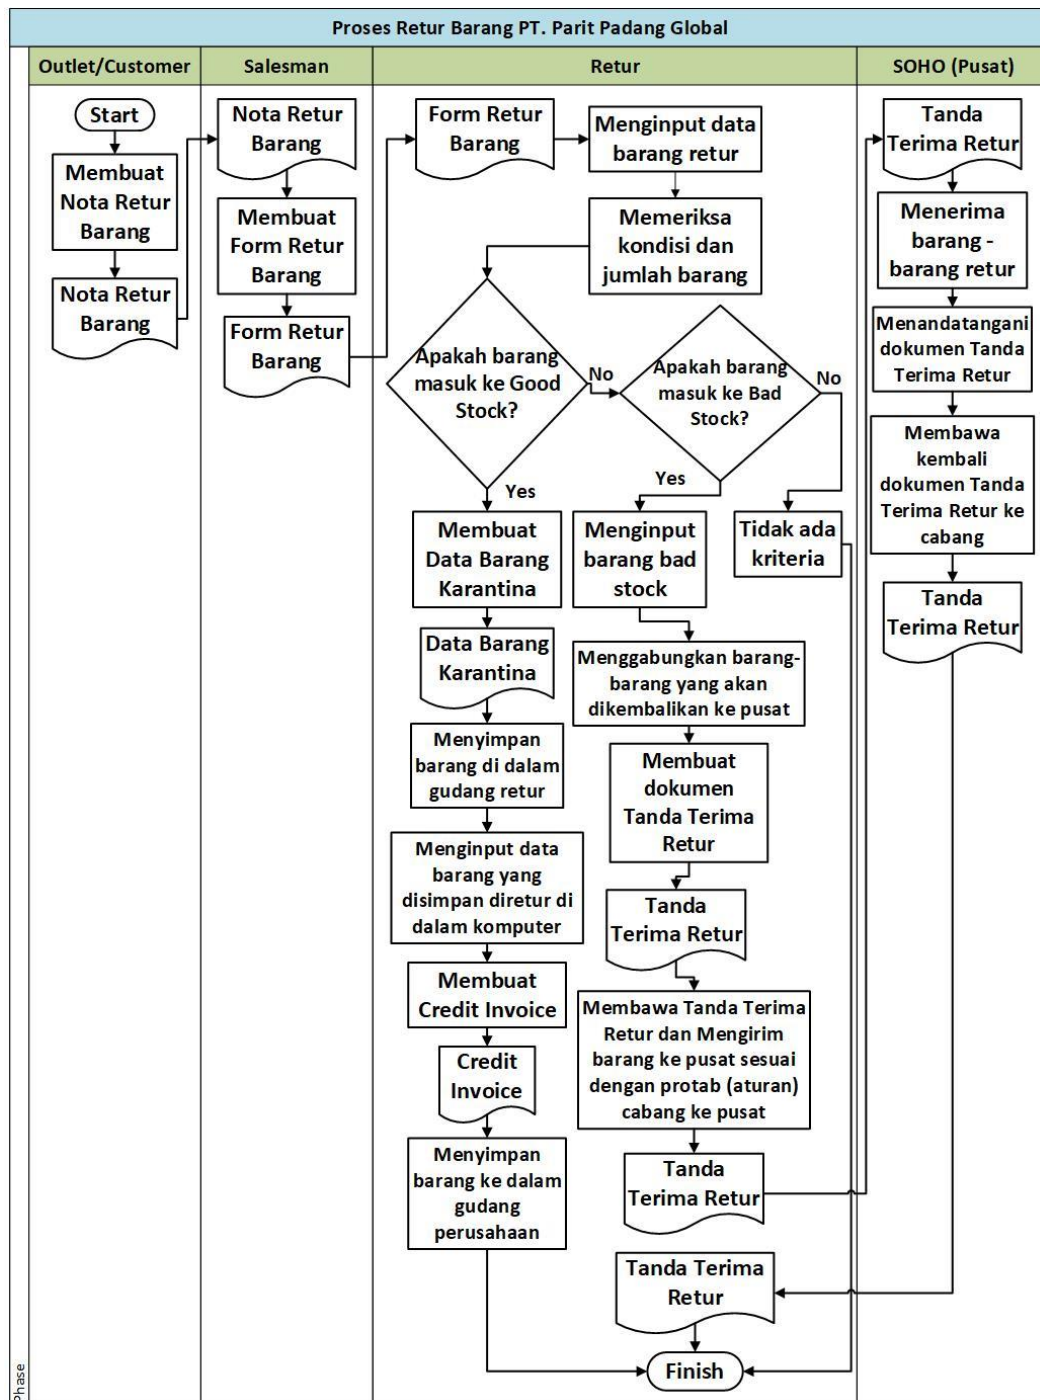 Proses Retur Barang PT. Parit Padang Global
Outlet/Customer
Salesman
Retur
SOHO (Pusat)
Start
Membuat
Nota Retur
Barang
Nota Retur
Barang
Nota Retur
Barang
Membuat
Form Retur
Barang
Form Retur
Barang
Form Retur
Barang
Menginput data
barang retur
Memeriksa
kondisi dan
jumlah barang
Apakah barang
masuk ke Good
Stock?
No
Apakah barang
masuk ke Bad
Stock?
No
Yes
Yes
Membuat
Data Barang
Karantina
Data Barang
Karantina
Menyimpan
barang di dalam
gudang retur
Menginput data
barang yang
disimpan diretur di
dalam komputer
Membuat
Credit Invoice
Credit
Invoice
Menyimpan
barang ke dalam
gudang
perusahaan
Menginput
barang bad
stock
Tidak ada
kriteria
Menggabungkan barang-
barang yang akan
dikembalikan ke pusat
Membuat
dokumen
Tanda Terima
Retur
Tanda
Terima Retur
Membawa Tanda Terima
Retur dan Mengirim
barang ke pusat sesuai
dengan protab (aturan)
cabang ke pusat
Tanda
Terima Retur
Tanda
Terima Retur
Menerima
barang -
barang retur
Menandatangani
dokumen Tanda
Terima Retur
Membawa
kembali
dokumen Tanda
Terima Retur ke
cabang
Tanda
Terima Retur
Tanda Terima
Retur
Finish
Phase